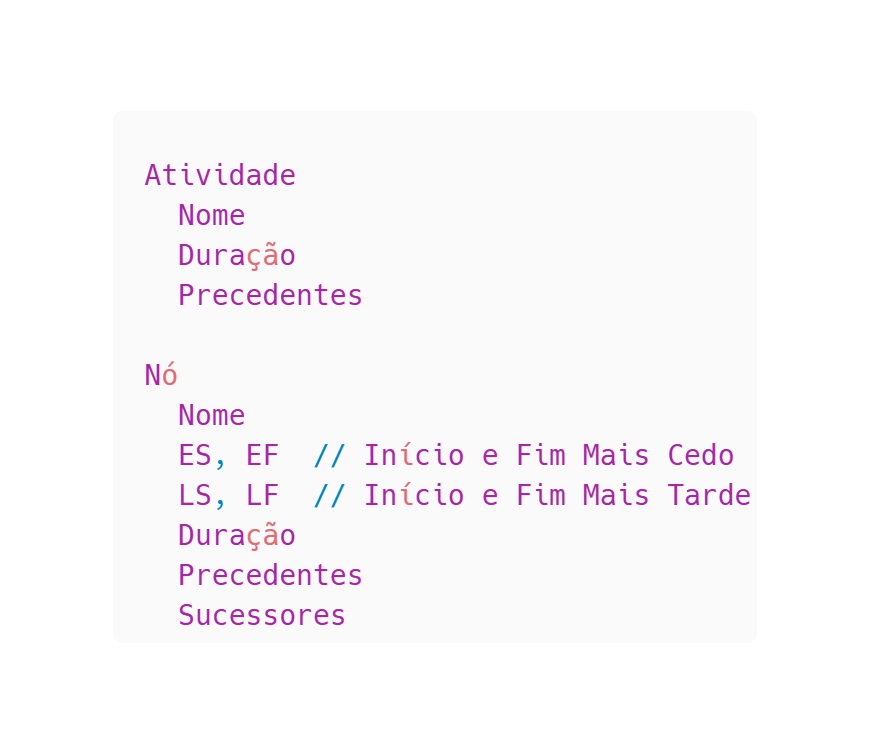 Atividade
  Nome
  Duração
  Precedentes

Nó
  Nome
  ES, EF  // Início e Fim Mais Cedo
  LS, LF  // Início e Fim Mais Tarde
  Duração
  Precedentes
  Sucessores